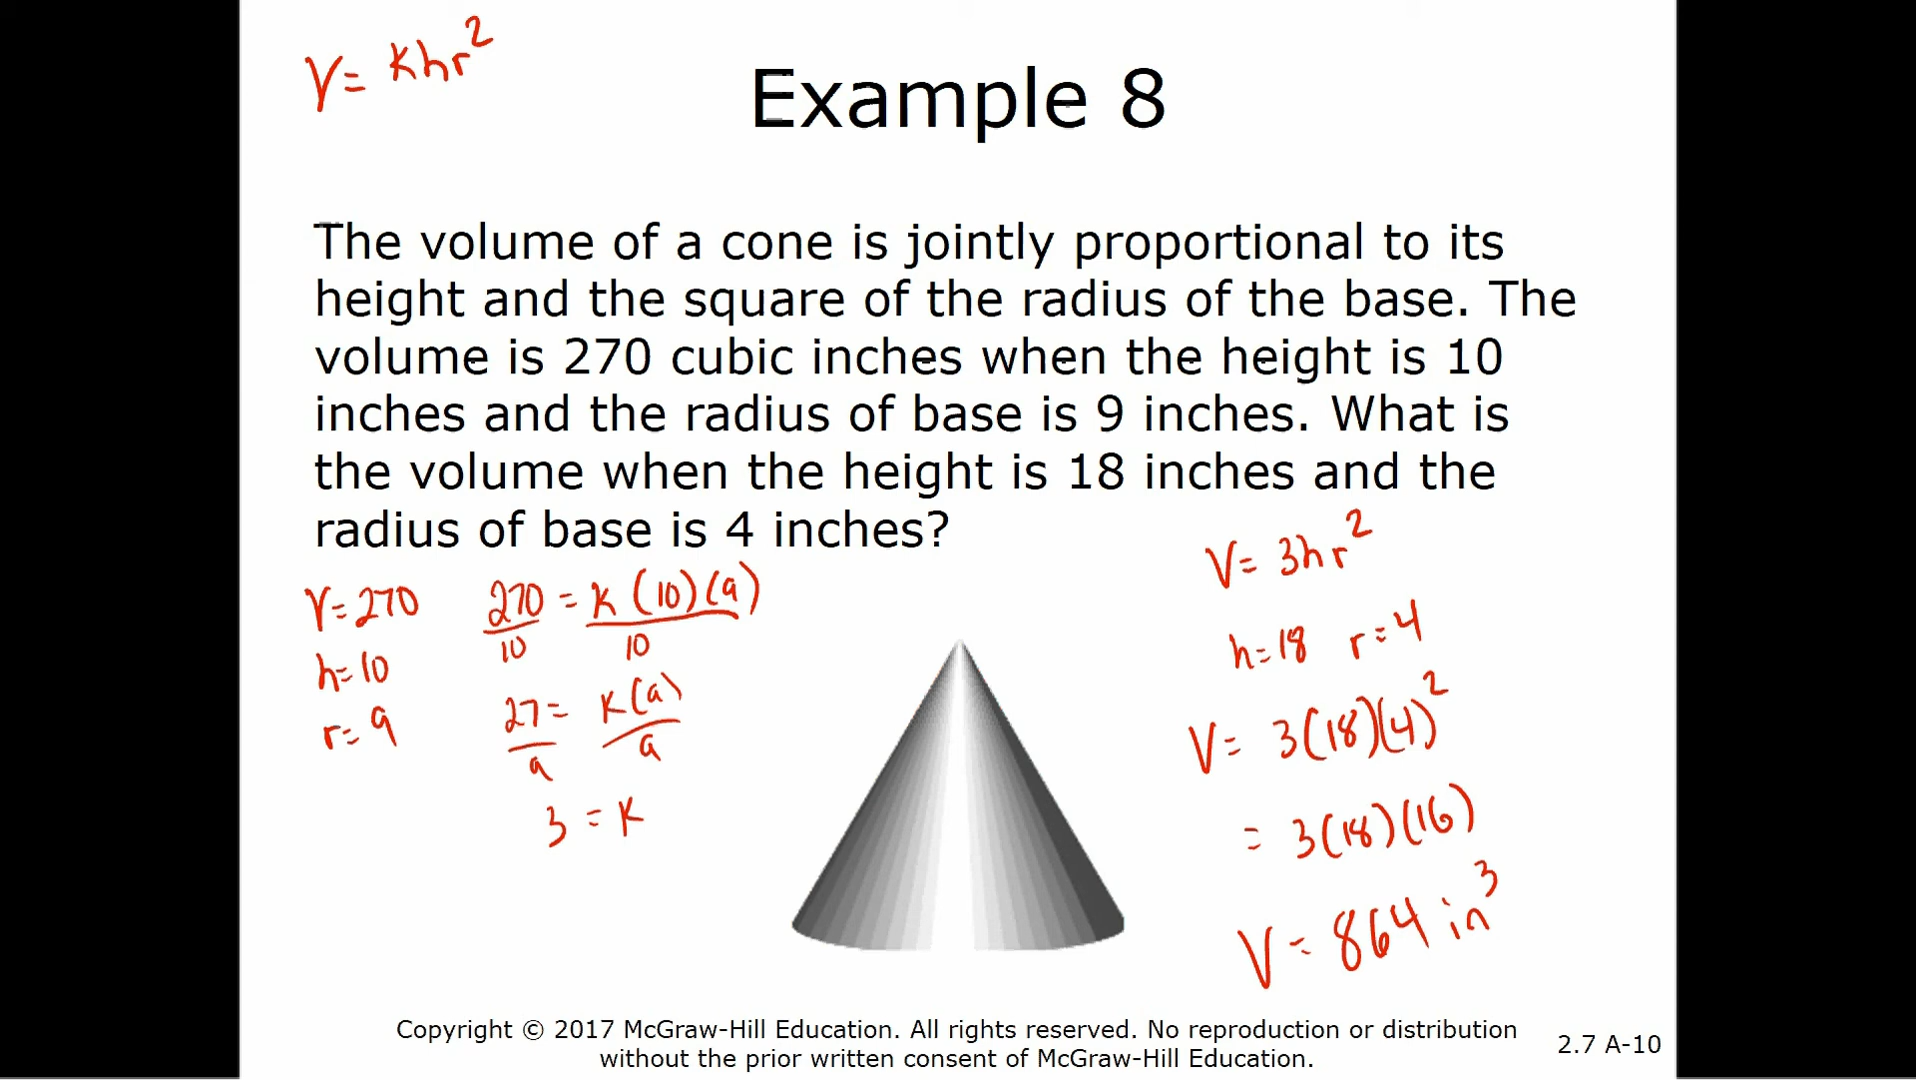 V= khr²
Example 8
The volume of a cone is jointly proportional to its
height and the square of the radius of the base. The
volume is 270 cubic inches when the height is 10
inches and the radius of base is 9 inches. What is
the volume when the height is 18 inches and the
radius of base is 4 inches?
V=270
h=10
r=9
270/10 = k(10)(9)/10
27/9 = k(9)/9
3 = k
V= 3hr²
h=18 r=4
V= 3(18)(4)²
= 3(18)(16)
V= 864 in³
Copyright © 2017 McGraw-Hill Education. All rights reserved. No reproduction or distribution
without the prior written consent of McGraw-Hill Education.
2.7 A-10